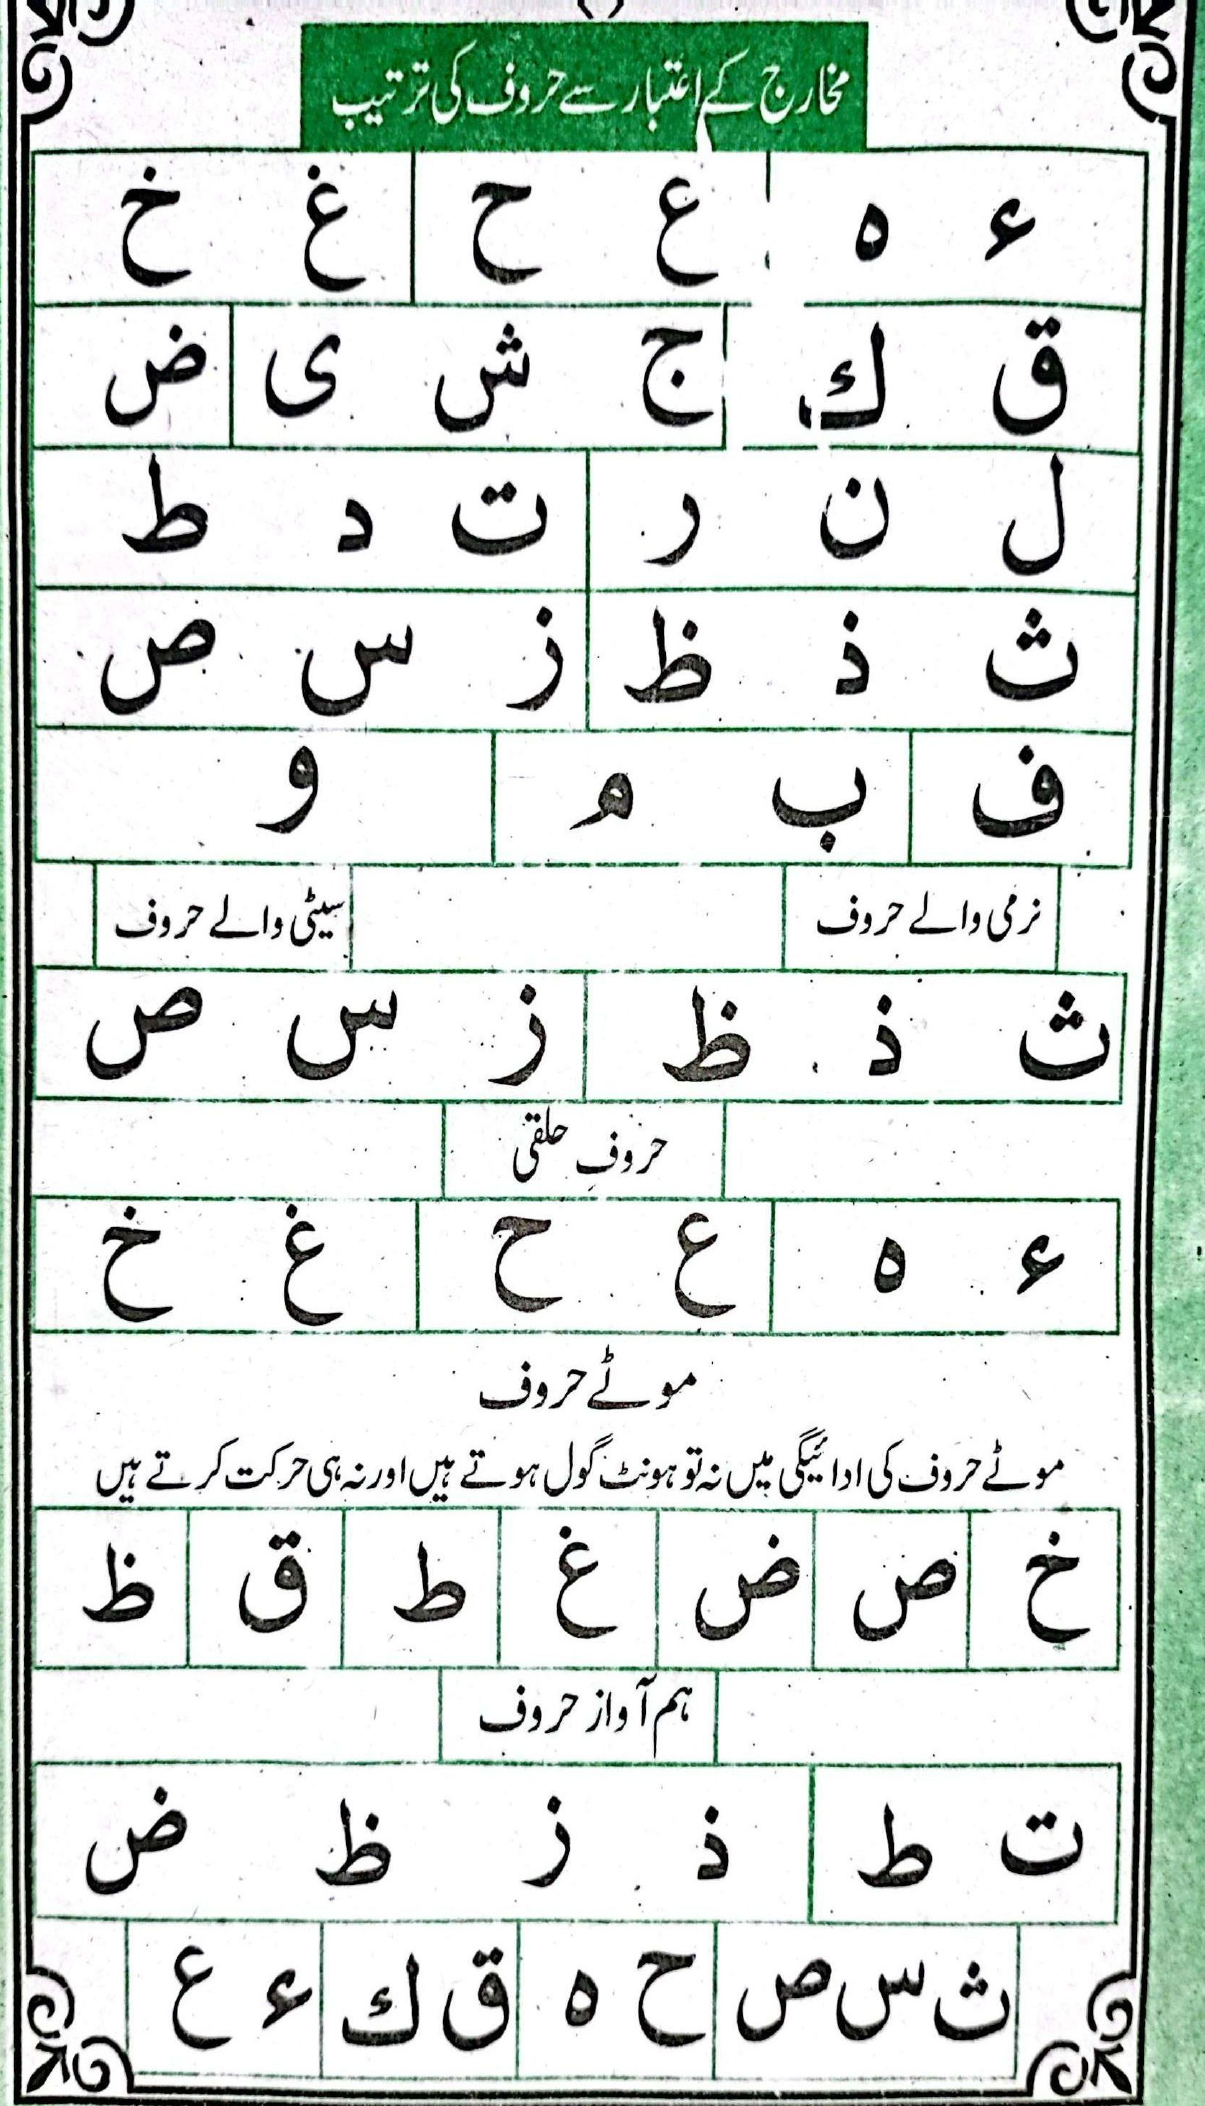 مخارج کے اعتبار سے حروف کی ترتیب
ء ہ ع ح غ خ
ق ك ج ش ی ض
ل ن ر ت د ط
ث ذ ظ ز س ص
ف ب م و
نرمی والے حروف سیٹی والے حروف
ث ذ ظ ز س ص
حروفِ حلقی
ء ہ ع ح غ خ
موٹے حروف
موٹے حروف کی ادائیگی میں نہ تو ہونٹ گول ہوتے ہیں اور نہ ہی حرکت کرتے ہیں
خ ص ض غ ط ق ظ
ہم آواز حروف
ت ط ذ ز ظ ض
ث س ص ح ہ ق ك ء ع